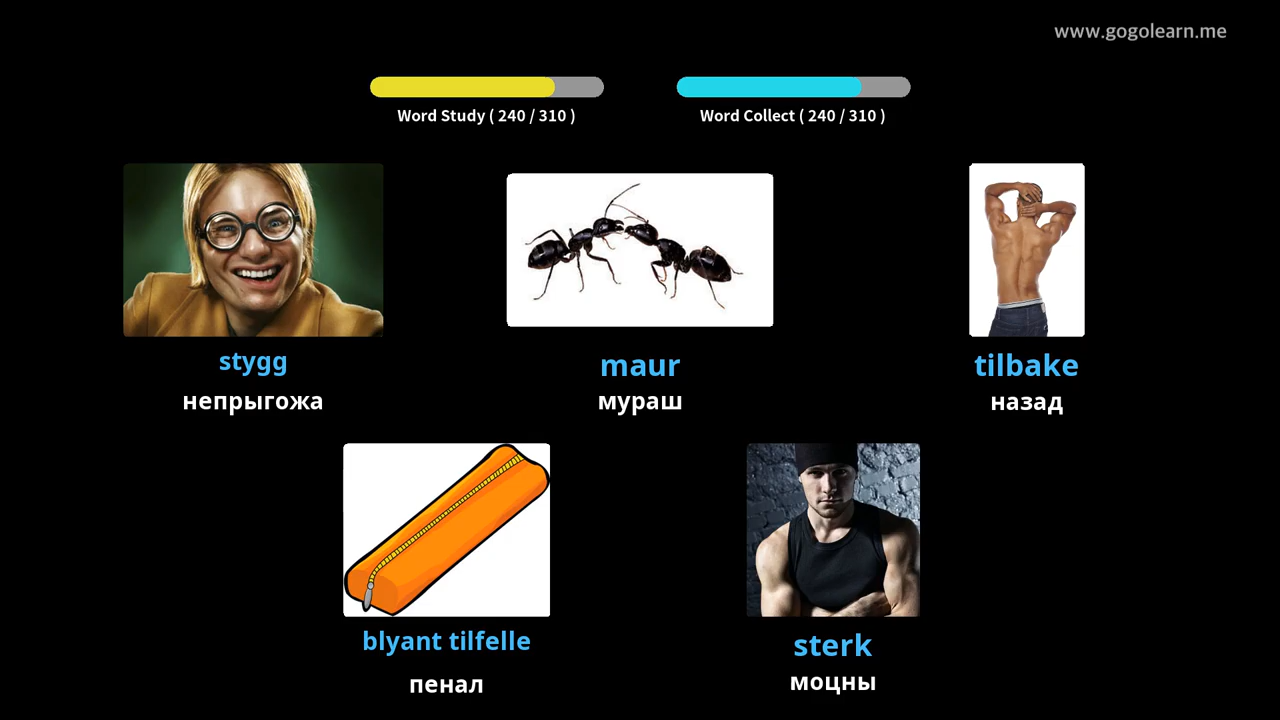 www.gogolearn.me
Word Study ( 240 / 310 )
Word Collect ( 240 / 310 )
stygg
непрыгожа
maur
мураш
tilbake
назад
blyant tilfelle
пенал
sterk
моцны